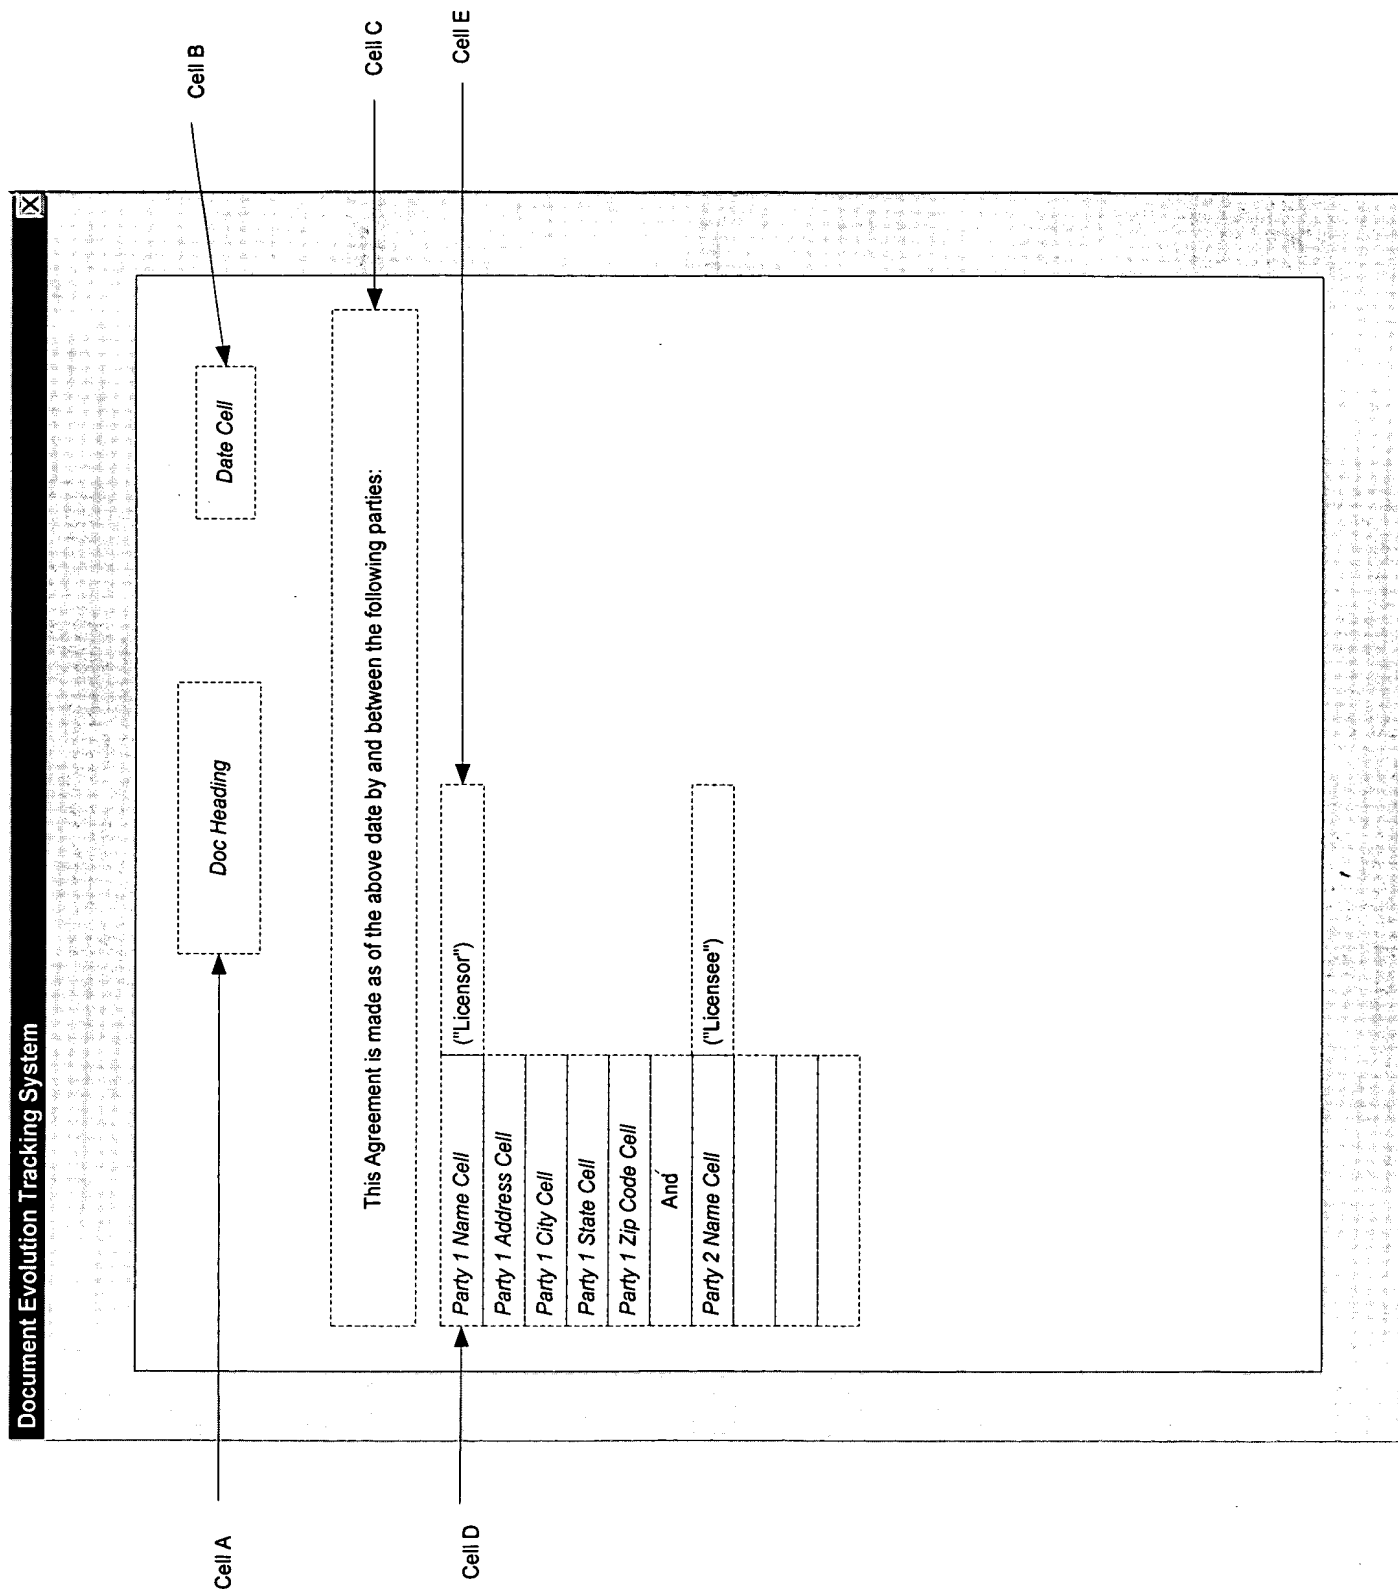 Document Evolution Tracking System
X
Cell A
Doc Heading
Date Cell
Cell B
This Agreement is made as of the above date by and between the following parties:
Cell C
Cell D
Party 1 Name Cell
("Licensor")
Cell E
Party 1 Address Cell
Party 1 City Cell
Party 1 State Cell
Party 1 Zip Code Cell
And
Party 2 Name Cell
("Licensee")